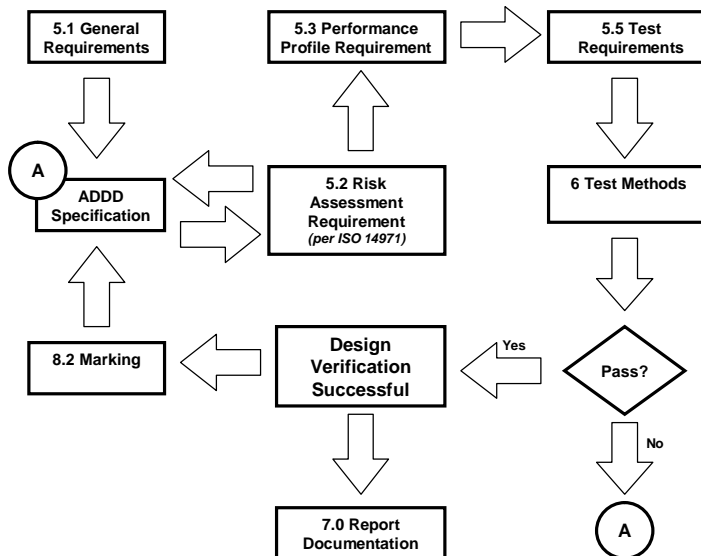 5.1 General
Requirements
5.3 Performance
Profile Requirement
5.5 Test
Requirements
A
ADDD
Specification
5.2 Risk
Assessment
Requirement
(per ISO 14971)
6 Test Methods
8.2 Marking
Design
Verification
Successful
Yes
Pass?
No
7.0 Report
Documentation
A